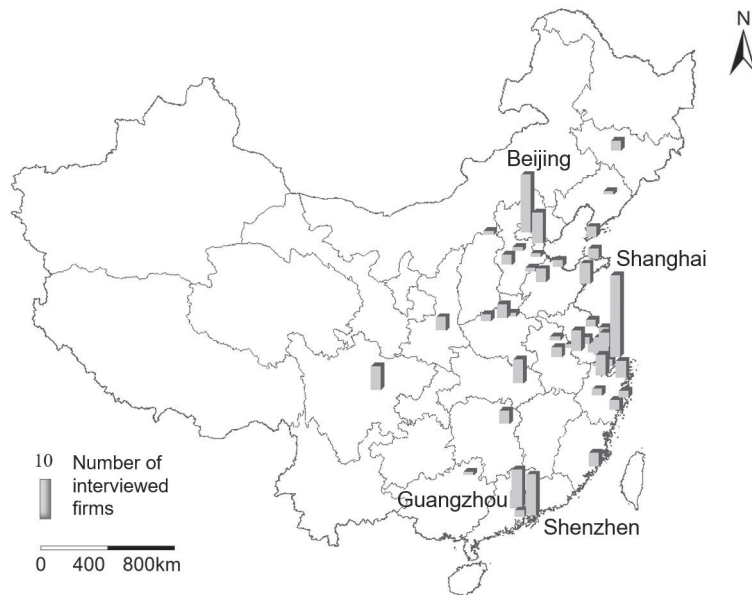 N
Beijing
Shanghai
10 Number of
interviewed
firms
Guangzhou
Shenzhen
0 400 800km